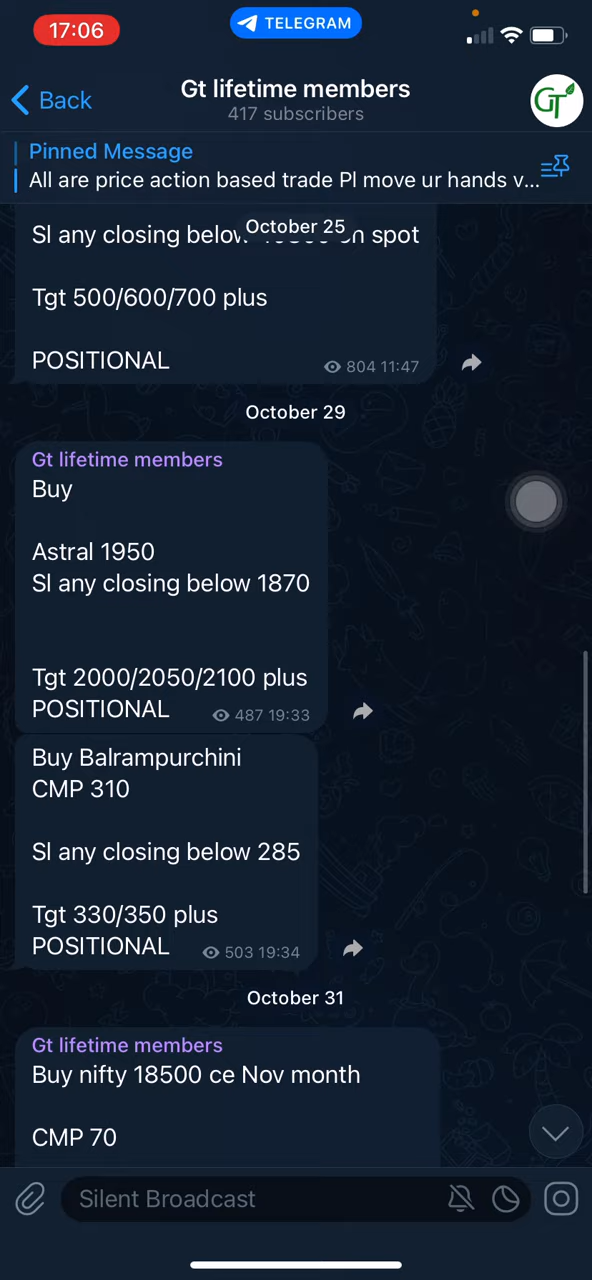 17:06
TELEGRAM
Back
Gt lifetime members
417 subscribers
GT
Pinned Message
All are price action based trade Pl move ur hands v...
October 25
Sl any closing below on spot
Tgt 500/600/700 plus
POSITIONAL
804 11:47
October 29
Gt lifetime members
Buy
Astral 1950
Sl any closing below 1870
Tgt 2000/2050/2100 plus
POSITIONAL
487 19:33
Buy Balrampurchini
CMP 310
Sl any closing below 285
Tgt 330/350 plus
POSITIONAL
503 19:34
October 31
Gt lifetime members
Buy nifty 18500 ce Nov month
CMP 70
Silent Broadcast